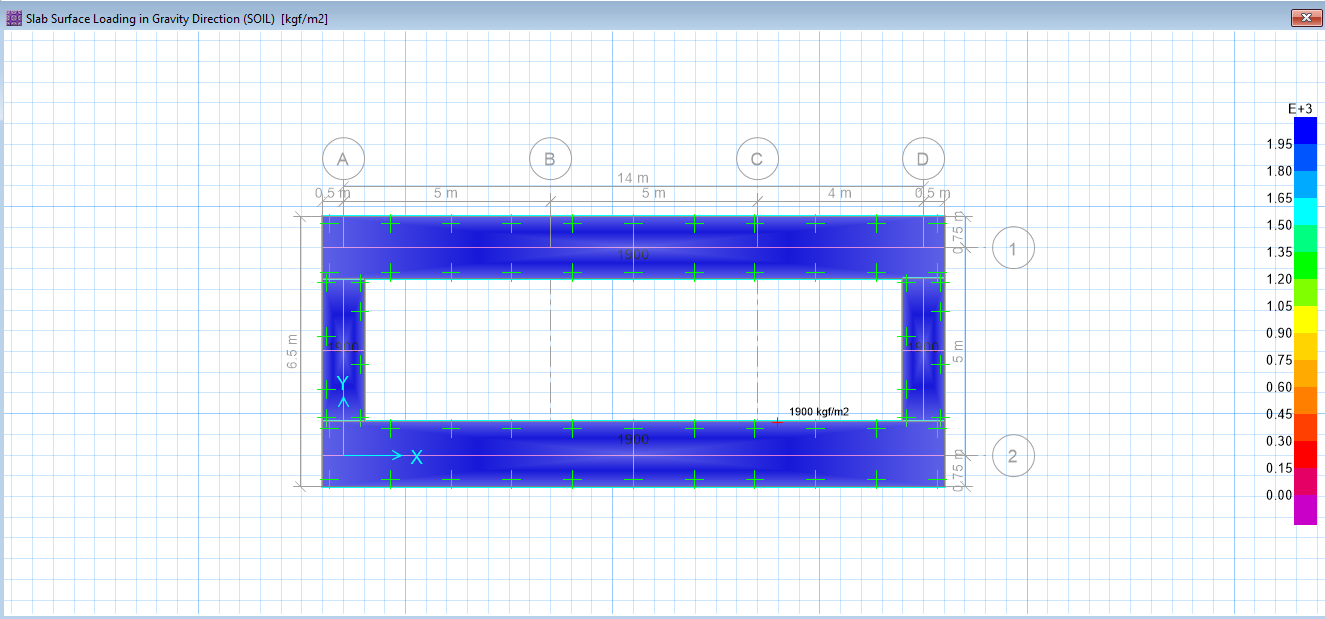 Slab Surface Loading in Gravity Direction (SOIL) [kgf/m2]
E+3
1.95
1.80
1.65
1.50
1.35
1.20
1.05
0.90
0.75
0.60
0.45
0.30
0.15
0.00
A B C D
14 m
0.5 m 5 m 5 m 4 m 0.5 m
0.75 m
1
1900
6.5 m
1900
1900
5 m
Y
1900 kgf/m2
1900
X
0.75 m
2